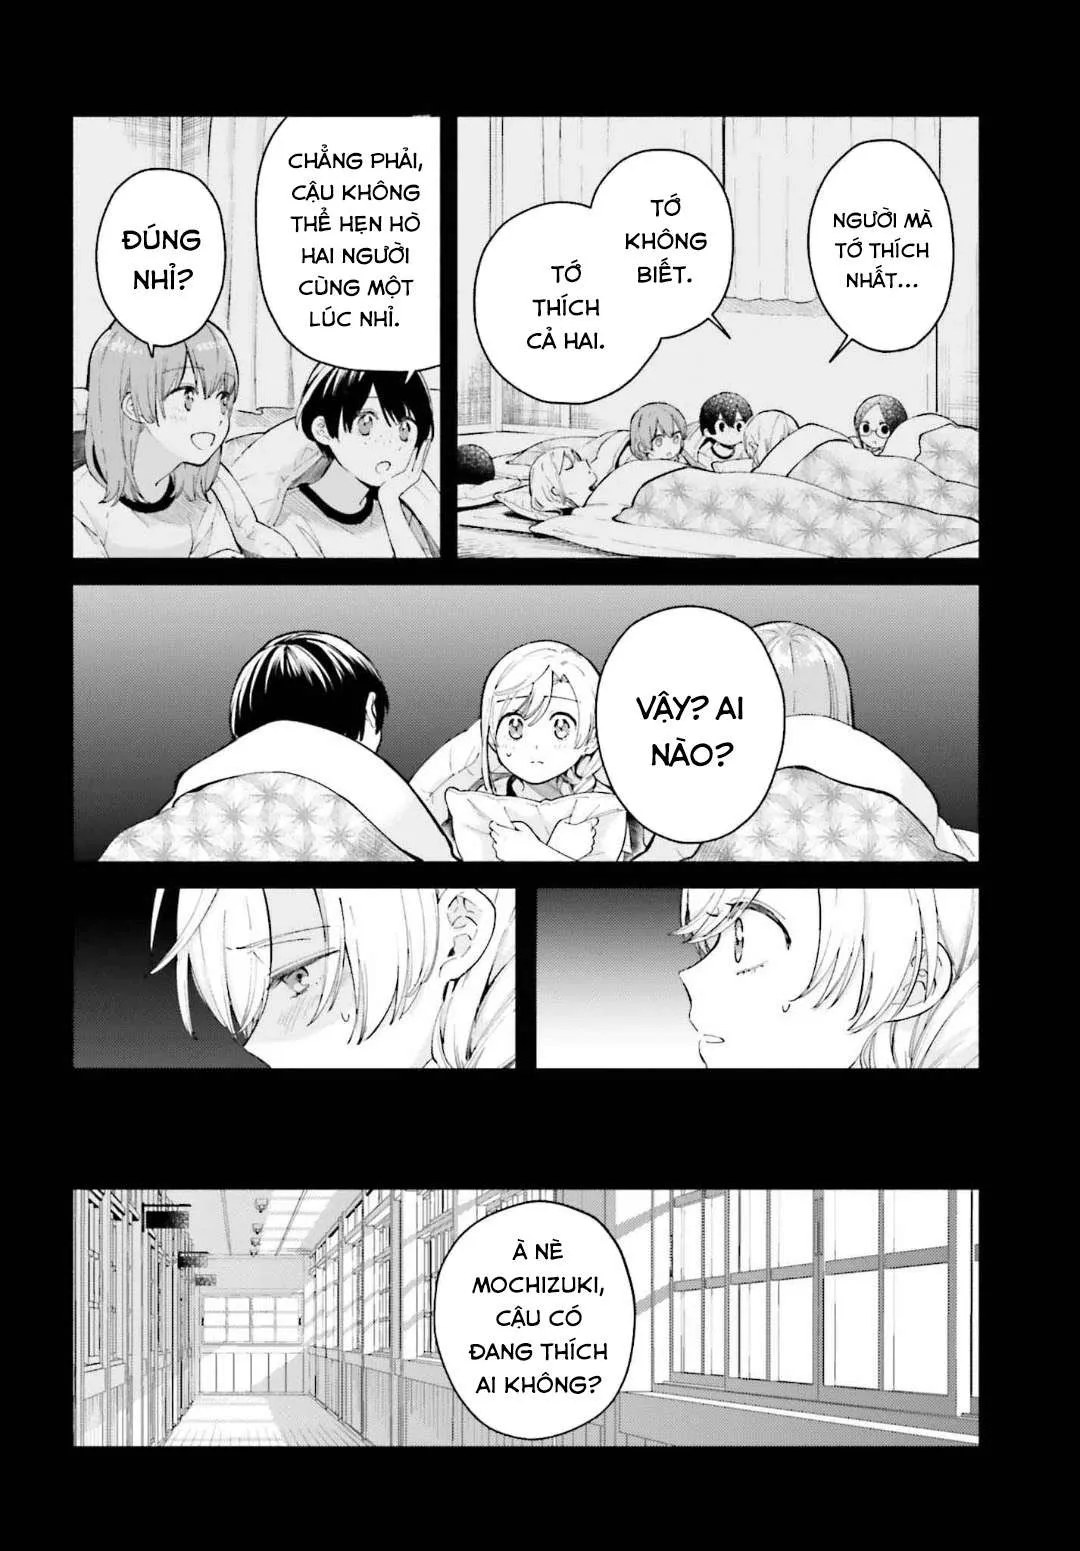 NGƯỜI MÀ
TỚ THÍCH
NHẤT...
TỚ
KHÔNG
BIẾT.
TỚ
THÍCH
CẢ HAI.
CHẲNG PHẢI,
CẬU KHÔNG
THỂ HẸN HÒ
HAI NGƯỜI
CÙNG MỘT
LÚC NHỈ.
ĐÚNG
NHỈ?
VẬY? AI
NÀO?
À NÈ
MOCHIZUKI,
CẬU CÓ
ĐANG THÍCH
AI KHÔNG?